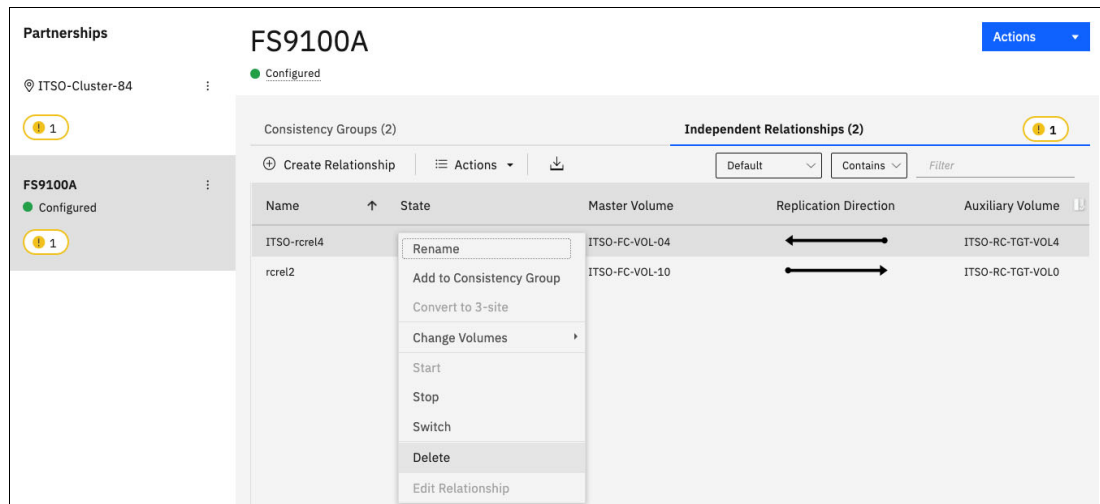 Partnerships
ITSO-Cluster-84
1
FS9100A
Configured
1
FS9100A
Configured
Actions
Consistency Groups (2)
Independent Relationships (2)
1
Create Relationship
Actions
Default
Contains
Filter
Name State Master Volume Replication Direction Auxiliary Volume
ITSO-rcrel4 ITSO-FC-VOL-04 ITSO-RC-TGT-VOL4
rcrel2 ITSO-FC-VOL-10 ITSO-RC-TGT-VOL0
Rename
Add to Consistency Group
Convert to 3-site
Change Volumes
Start
Stop
Switch
Delete
Edit Relationship